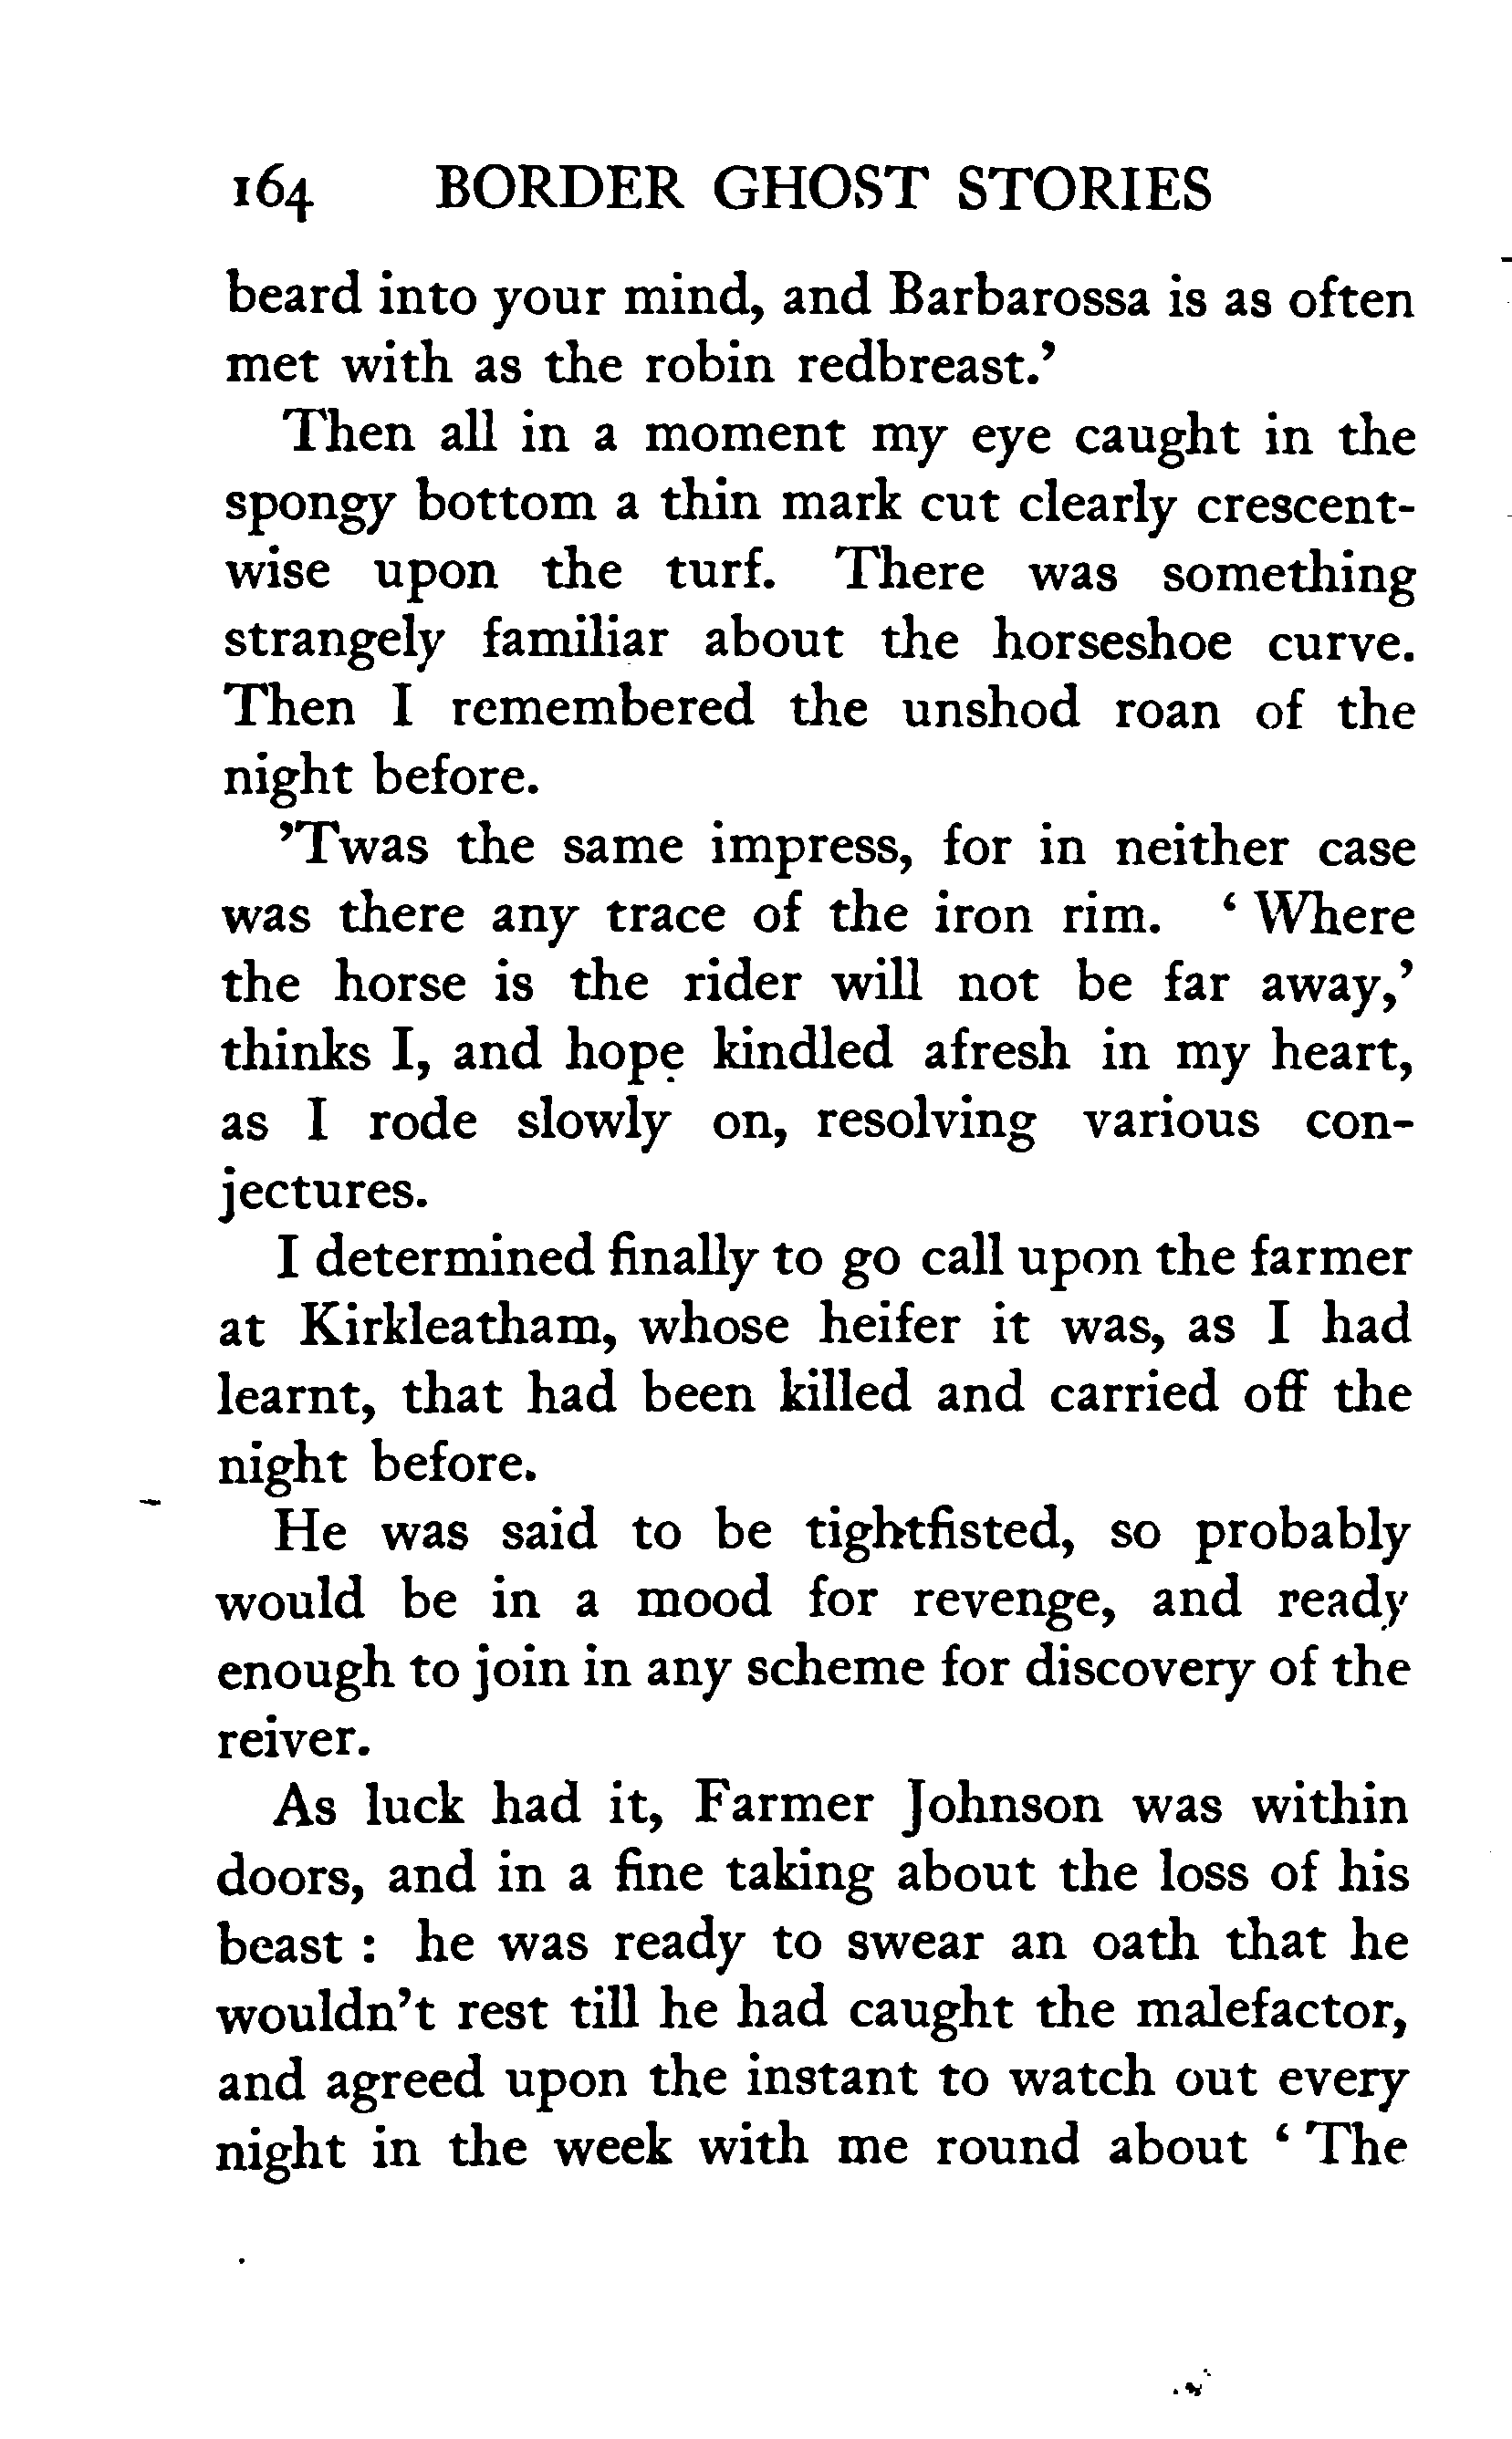 164 BORDER GHOST STORIES
beard into your mind, and Barbarossa is as often
met with as the robin redbreast.’
Then all in a moment my eye caught in the
spongy bottom a thin mark cut clearly crescent-
wise upon the turf. There was something
strangely familiar about the horseshoe curve.
Then I remembered the unshod roan of the
night before.
’Twas the same impress, for in neither case
was there any trace of the iron rim. ‘ Where
the horse is the rider will not be far away,’
thinks I, and hope kindled afresh in my heart,
as I rode slowly on, resolving various con-
jectures.
I determined finally to go call upon the farmer
at Kirkleatham, whose heifer it was, as I had
learnt, that had been killed and carried off the
night before.
He was said to be tightfisted, so probably
would be in a mood for revenge, and ready
enough to join in any scheme for discovery of the
reiver.
As luck had it, Farmer Johnson was within
doors, and in a fine taking about the loss of his
beast : he was ready to swear an oath that he
wouldn’t rest till he had caught the malefactor,
and agreed upon the instant to watch out every
night in the week with me round about ‘ The